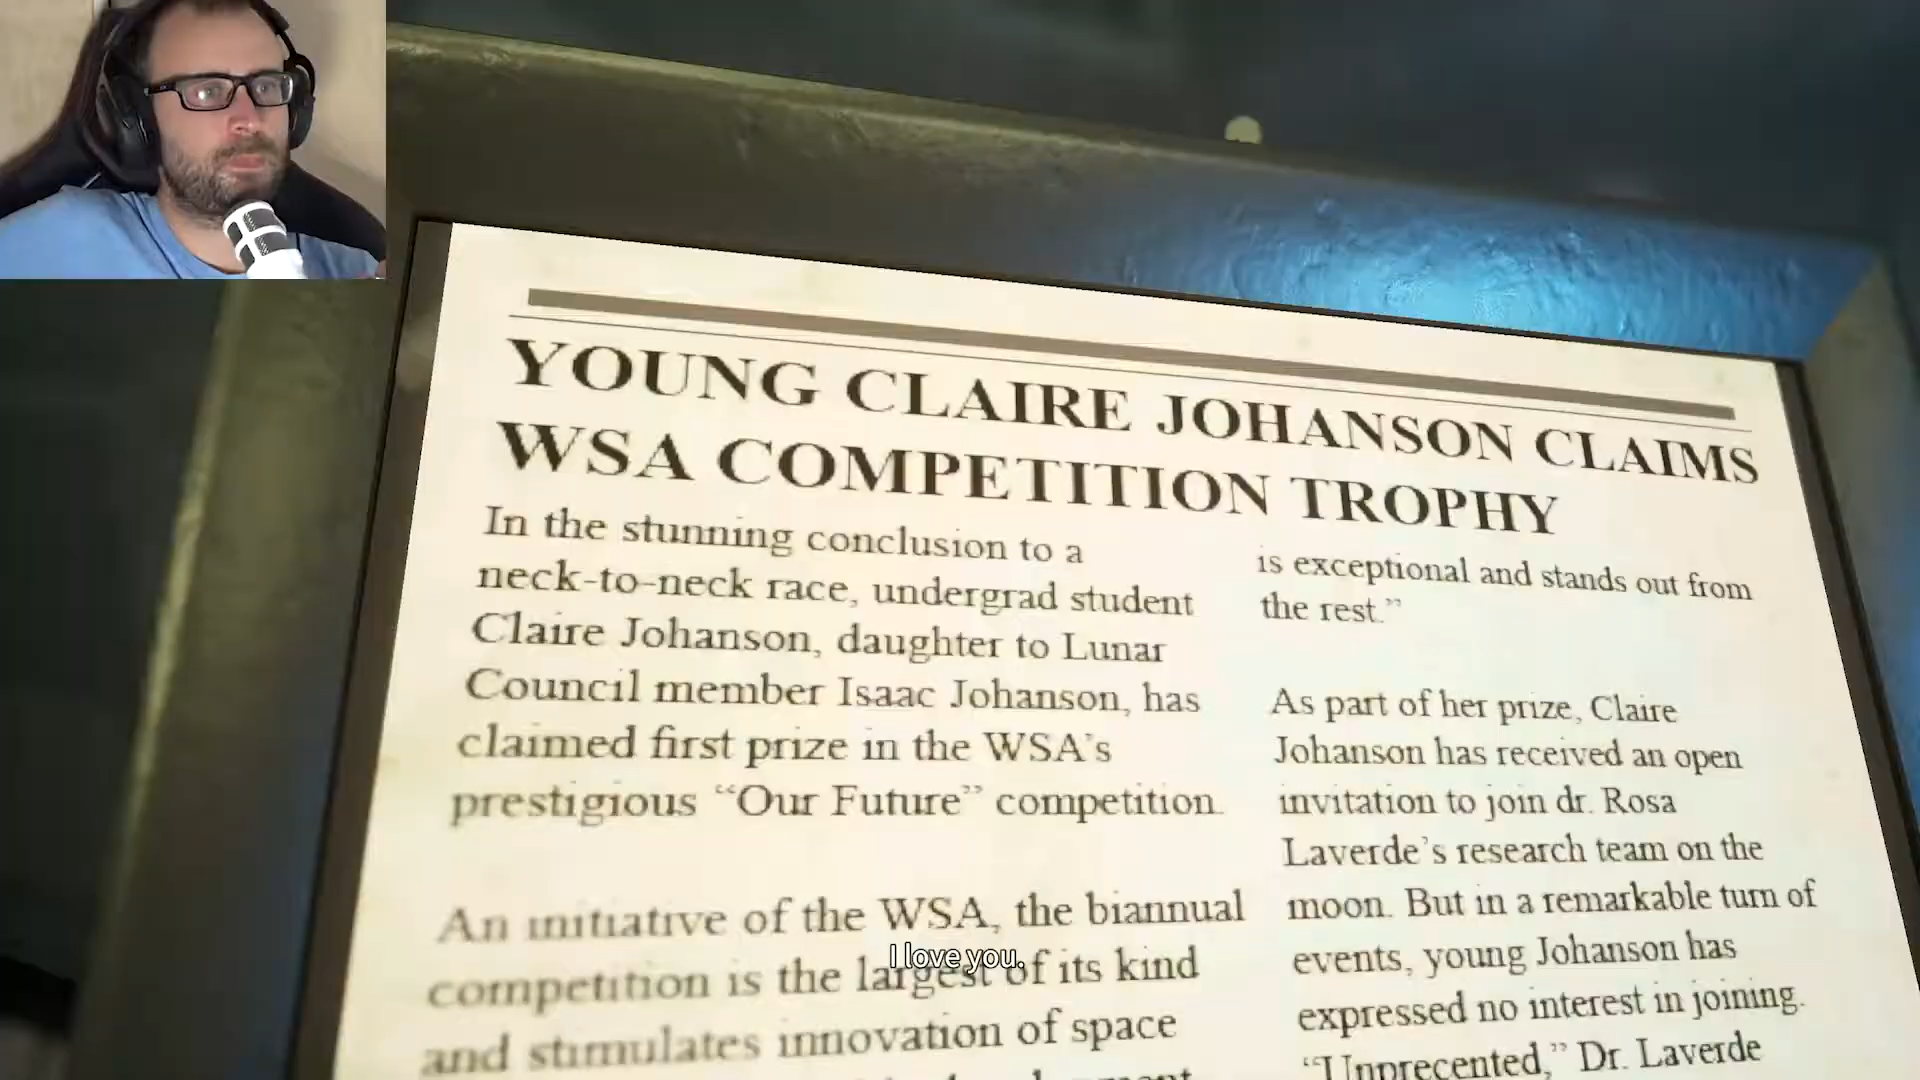 YOUNG CLAIRE JOHANSON CLAIMS
WSA COMPETITION TROPHY
In the stunning conclusion to a
neck-to-neck race, undergrad student
Claire Johanson, daughter to Lunar
Council member Isaac Johanson, has
claimed first prize in the WSA's
prestigious “Our Future” competition.
An initiative of the WSA, the biannual
competition is the largest of its kind
and stimulates innovation of space
is exceptional and stands out from
the rest.”
As part of her prize, Claire
Johanson has received an open
invitation to join dr. Rosa
Laverde's research team on the
moon. But in a remarkable turn of
events, young Johanson has
expressed no interest in joining.
“Unprecented,” Dr. Laverde
I love you.